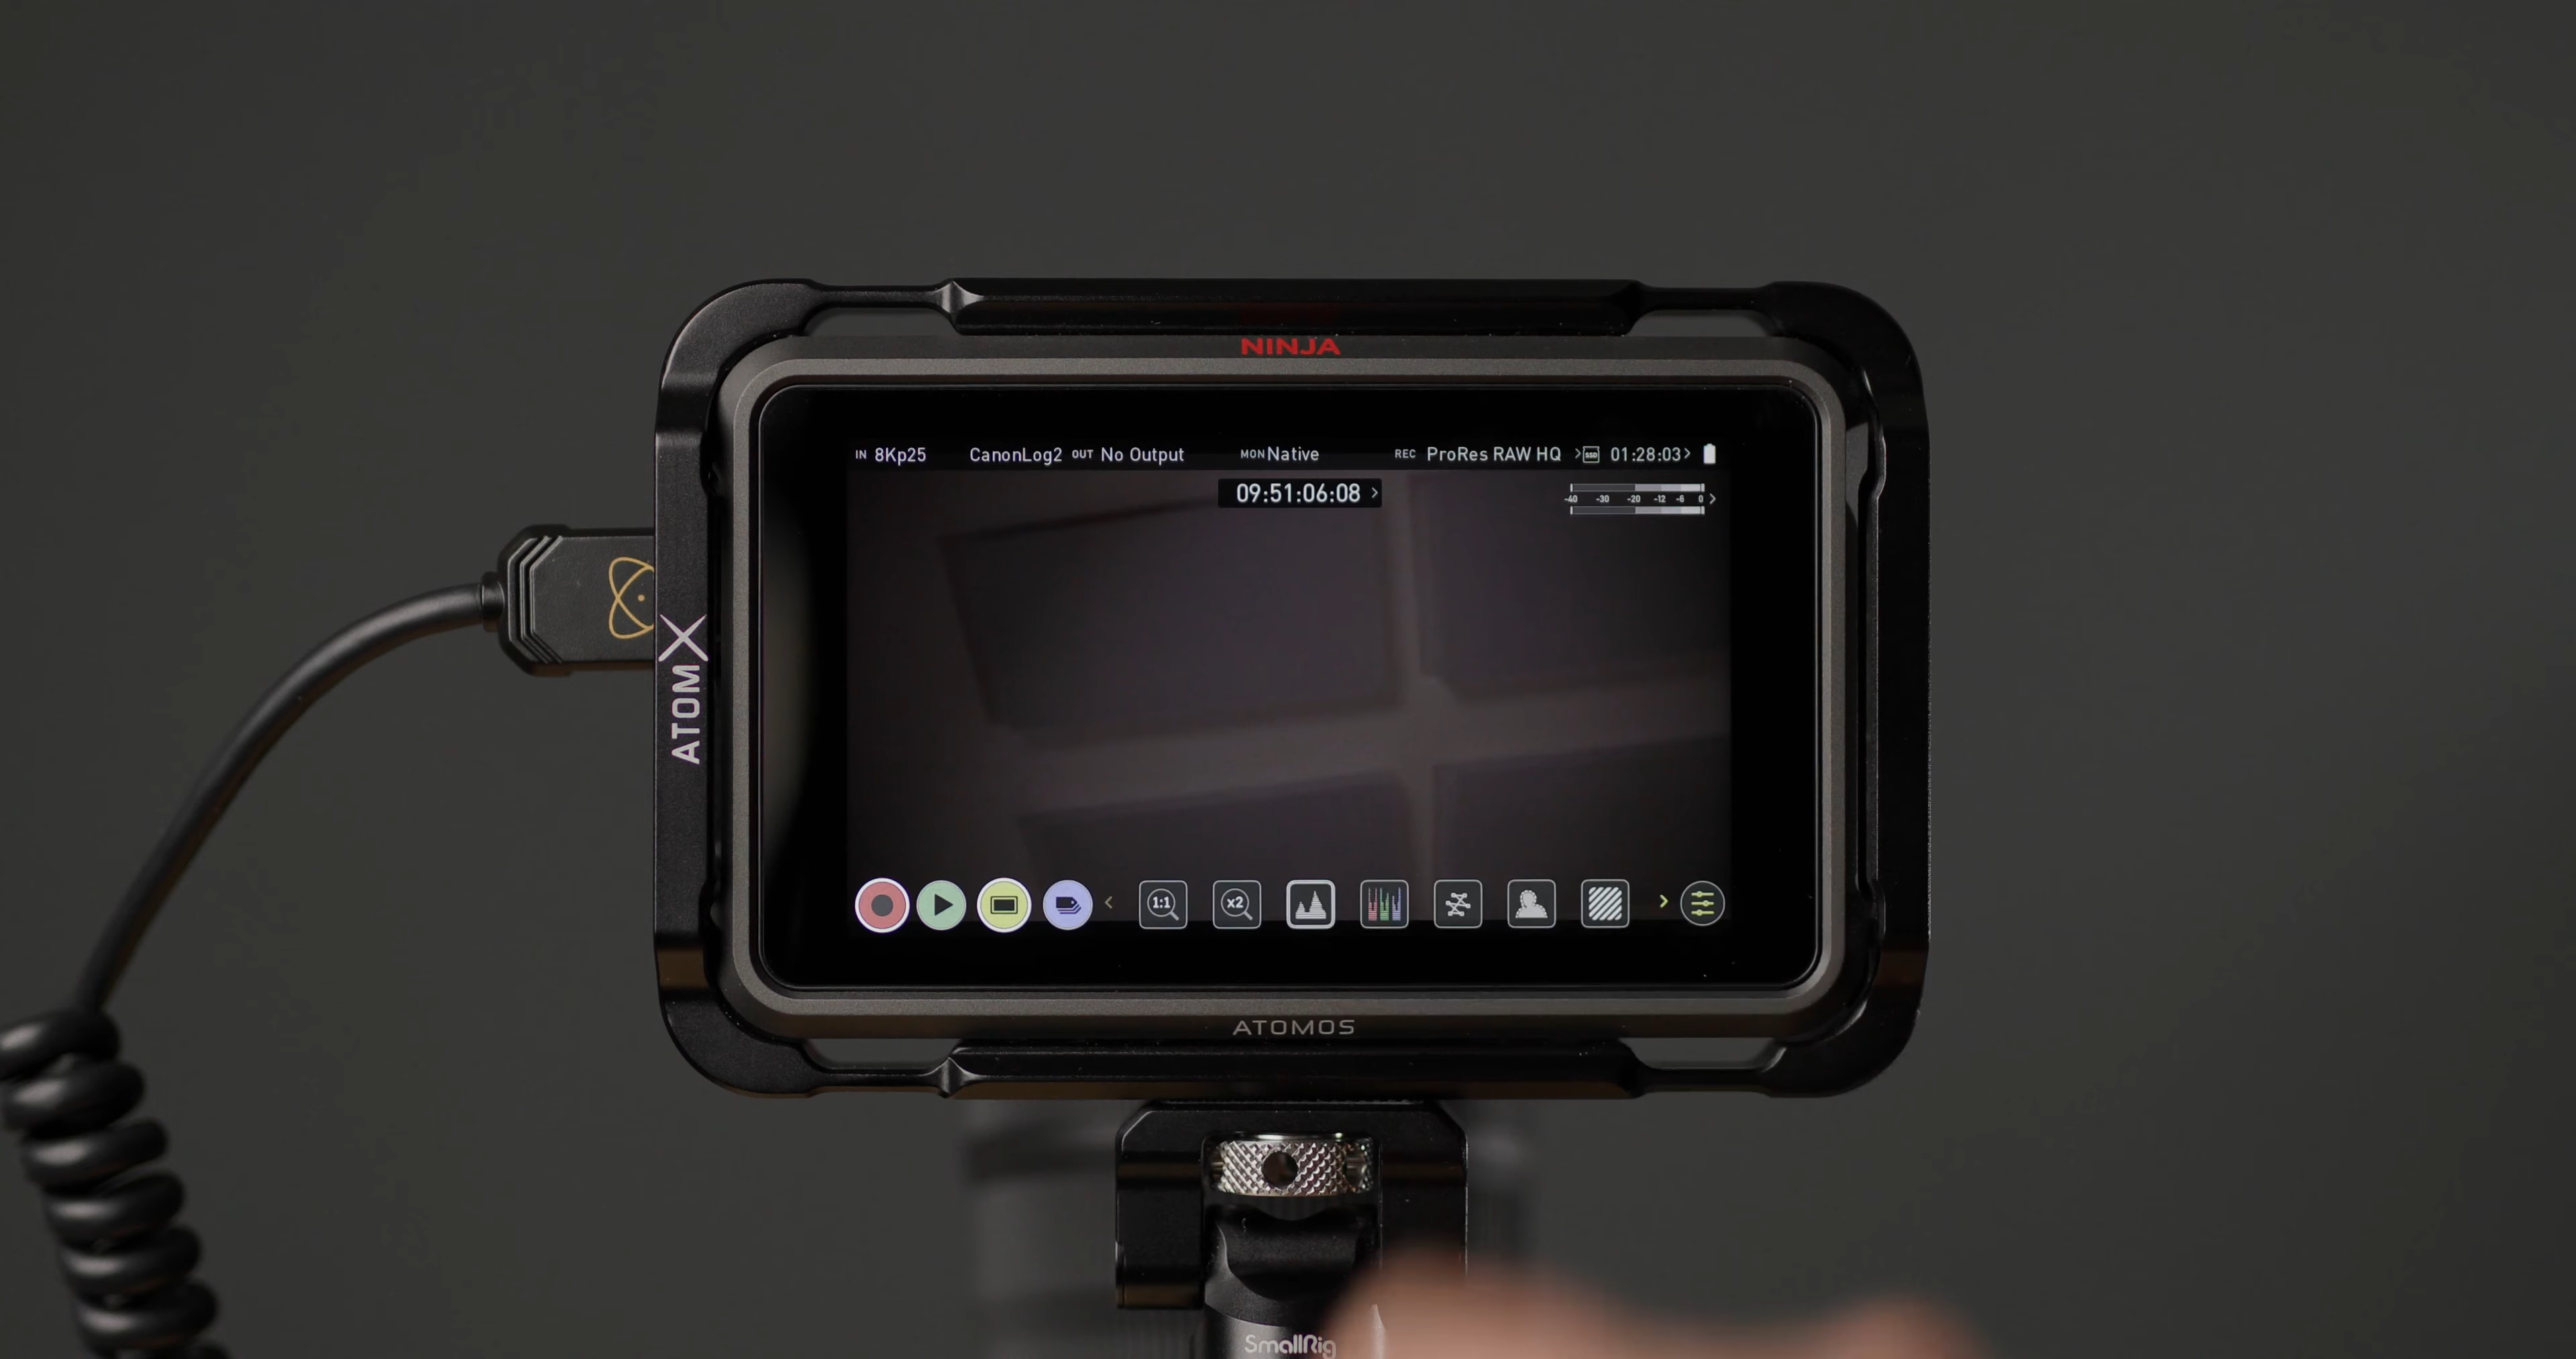 NINJA
IN 8Kp25 CanonLog2 OUT No Output MON Native REC ProRes RAW HQ > SSD 01:28:03>
09:51:06:08 >
-40 -30 -20 -12 -6 0 >
ATOMX
< 1:1 x2 >
ATOMOS
SmallRig